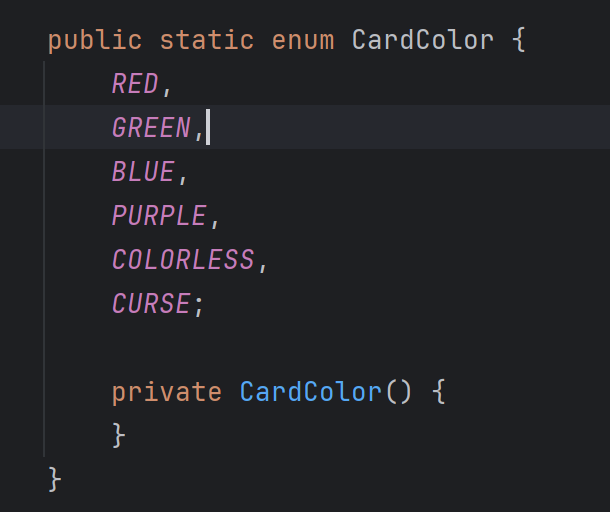 public static enum CardColor {
RED,
GREEN,
BLUE,
PURPLE,
COLORLESS,
CURSE;
private CardColor() {
}
}